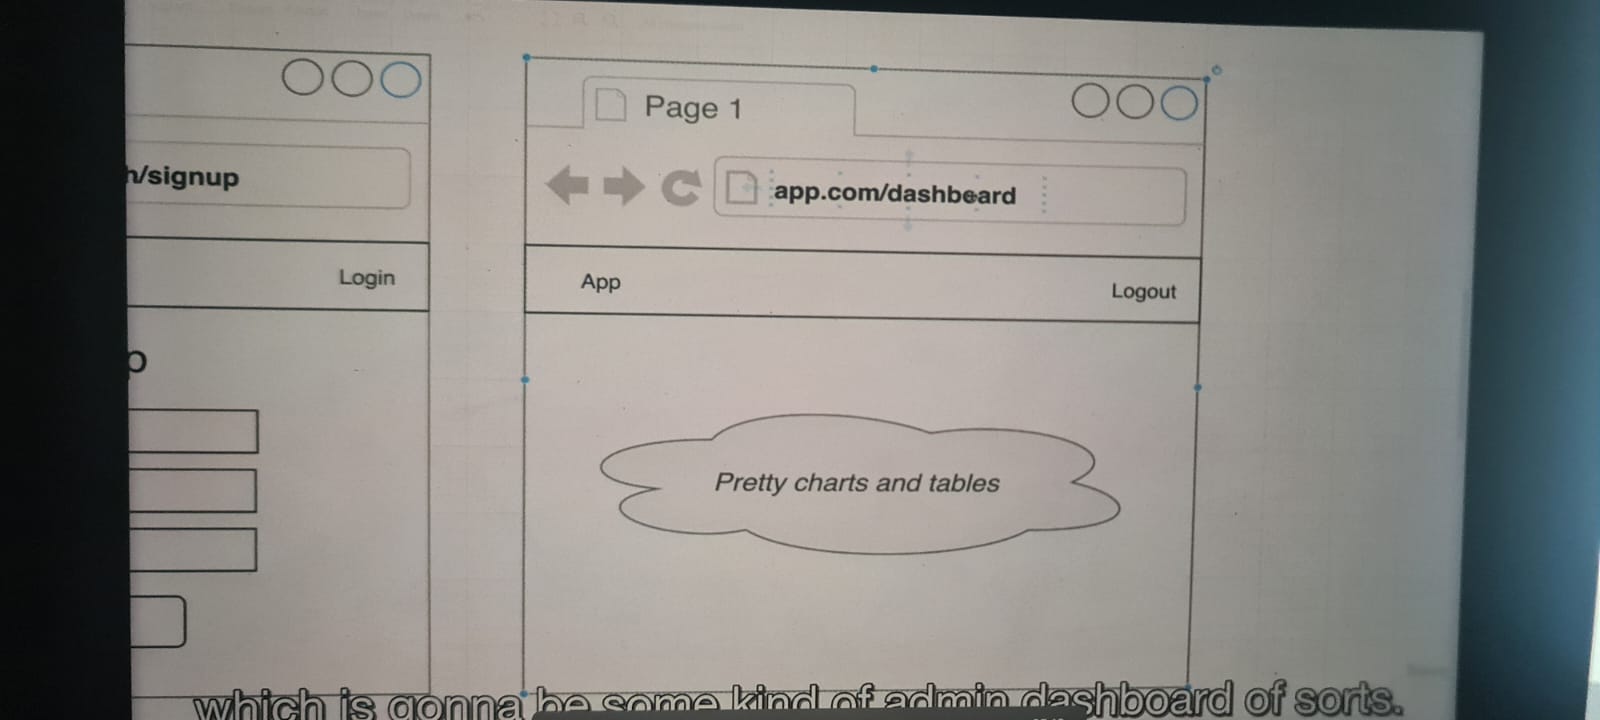 Page 1
h/signup
app.com/dashbeard
Login
App
Logout
p
Pretty charts and tables
which is gonna be some kind of admin dashboard of sorts.